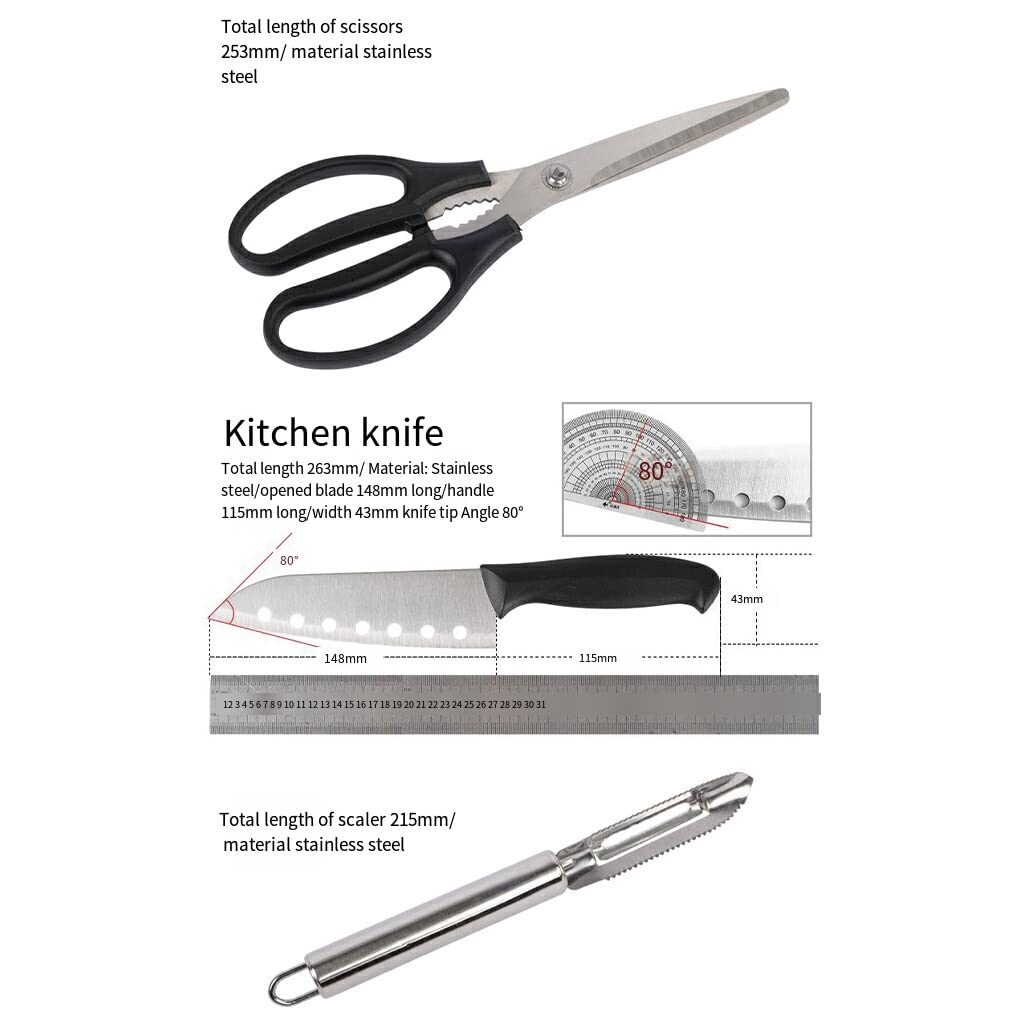 Total length of scissors
253mm/ material stainless
steel
Kitchen knife
Total length 263mm/ Material: Stainless
steel/opened blade 148mm long/handle
115mm long/width 43mm knife tip Angle 80°
80°
80°
43mm
148mm
115mm
12 3 4 5 6 7 8 9 10 11 12 13 14 15 16 17 18 19 20 21 22 23 24 25 26 27 28 29 30 31
Total length of scaler 215mm/
material stainless steel